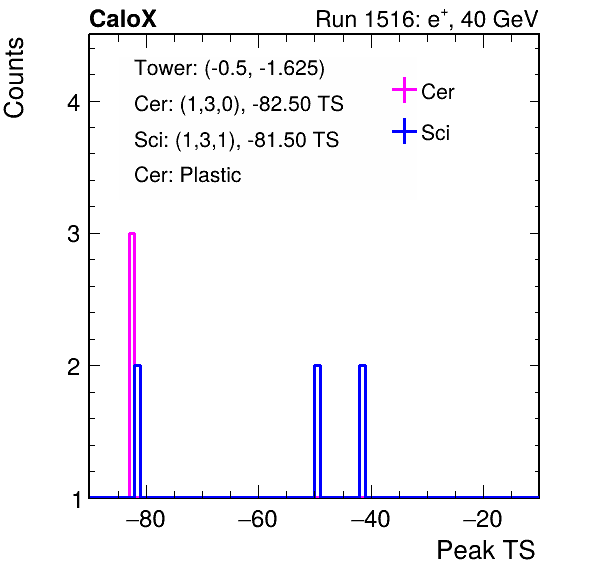 CaloX Run 1516: e⁺, 40 GeV
Counts
Tower: (-0.5, -1.625)
Cer: (1,3,0), -82.50 TS
Sci: (1,3,1), -81.50 TS
Cer: Plastic
Cer
Sci
4
3
2
1
−80 −60 −40 −20
Peak TS